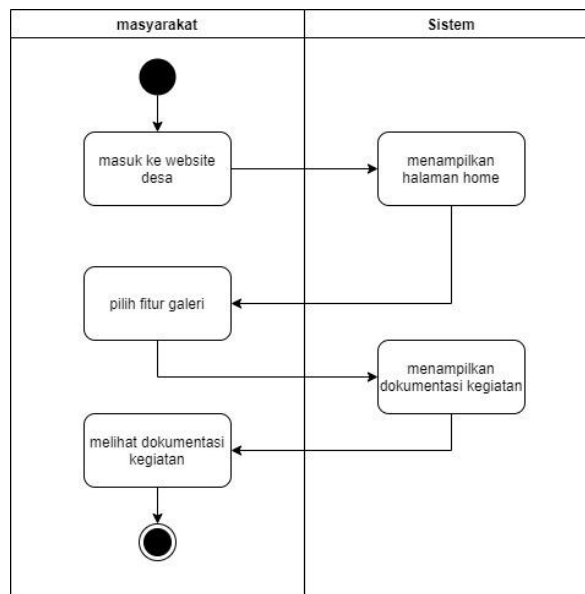 masyarakat
Sistem
masuk ke website
desa
menampilkan
halaman home
pilih fitur galeri
menampilkan
dokumentasi kegiatan
melihat dokumentasi
kegiatan